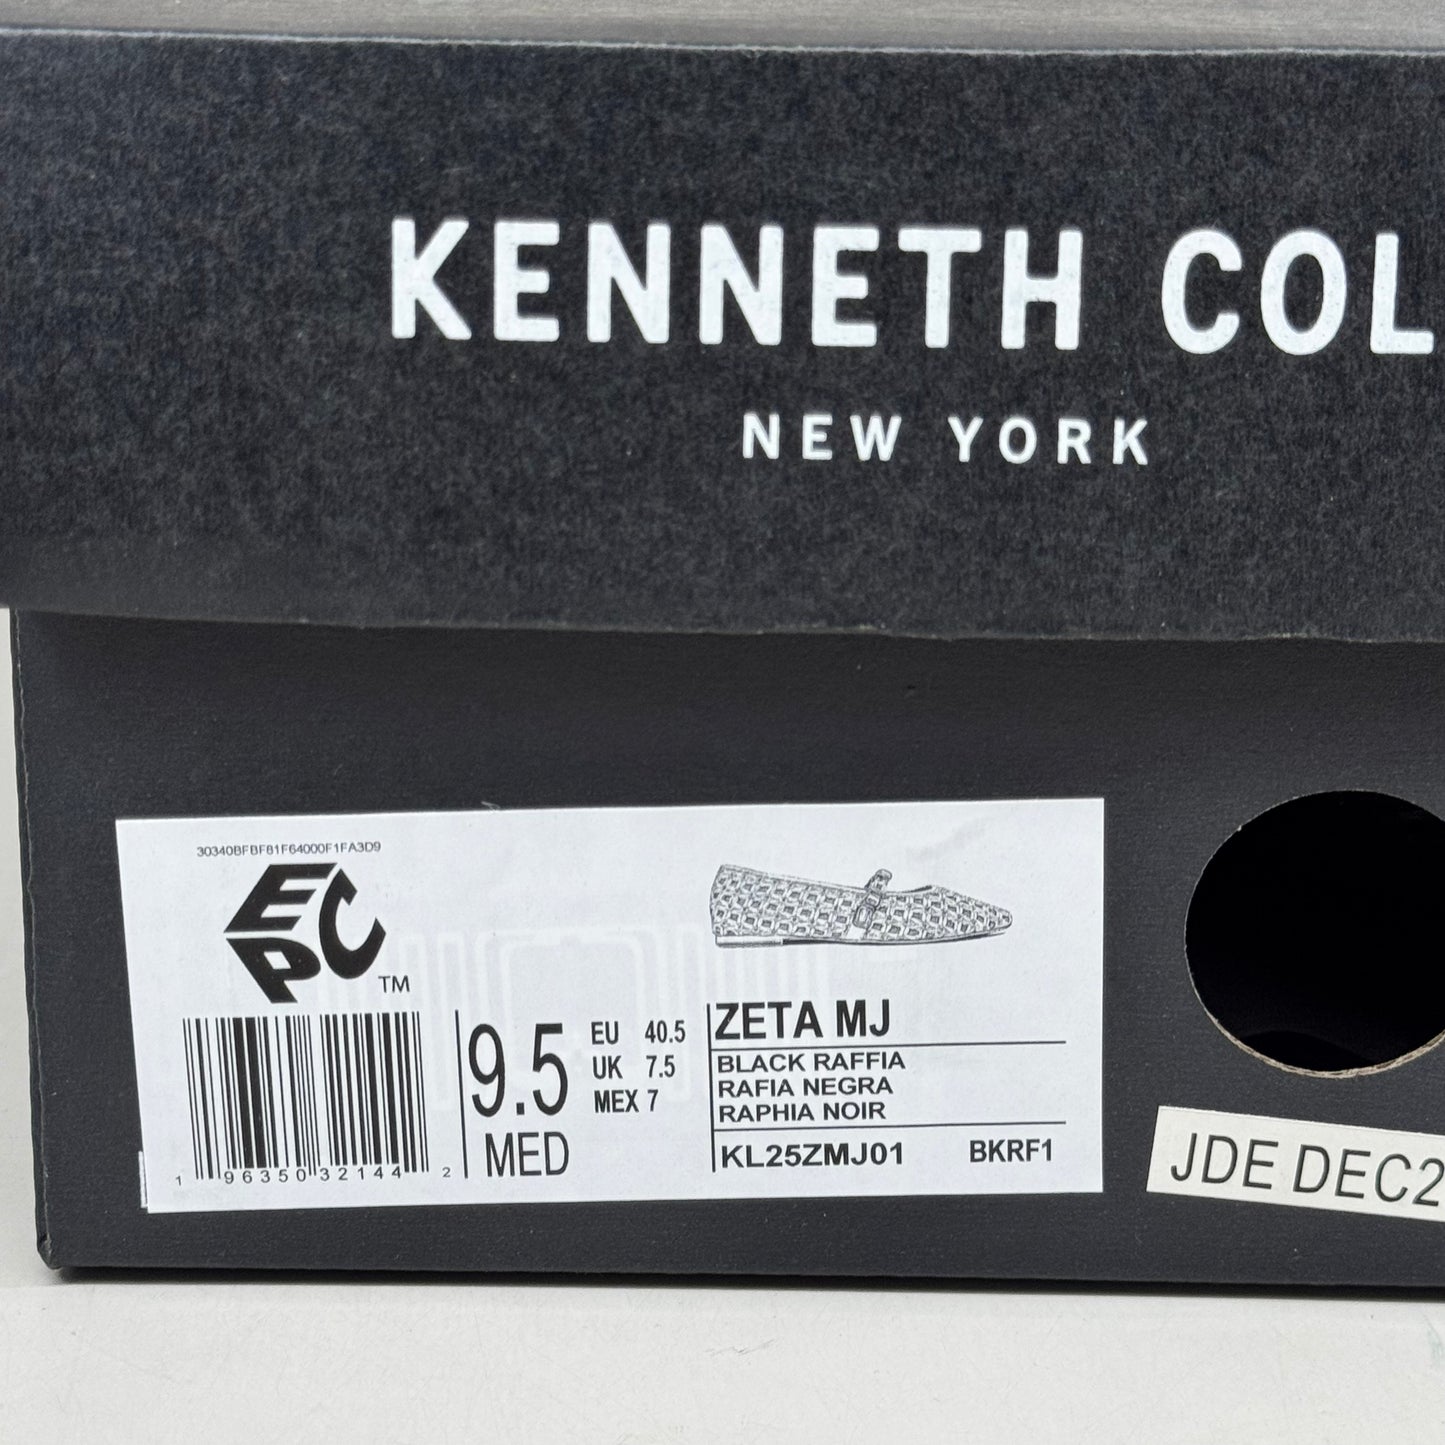 KENNETH COL
NEW YORK
30340BFBF81F64000F1FA3D9
EPC
TM
1 96350 32144 2
9.5
MED
EU 40.5
UK 7.5
MEX 7
ZETA MJ
BLACK RAFFIA
RAFIA NEGRA
RAPHIA NOIR
KL25ZMJ01 BKRF1
JDE DEC2